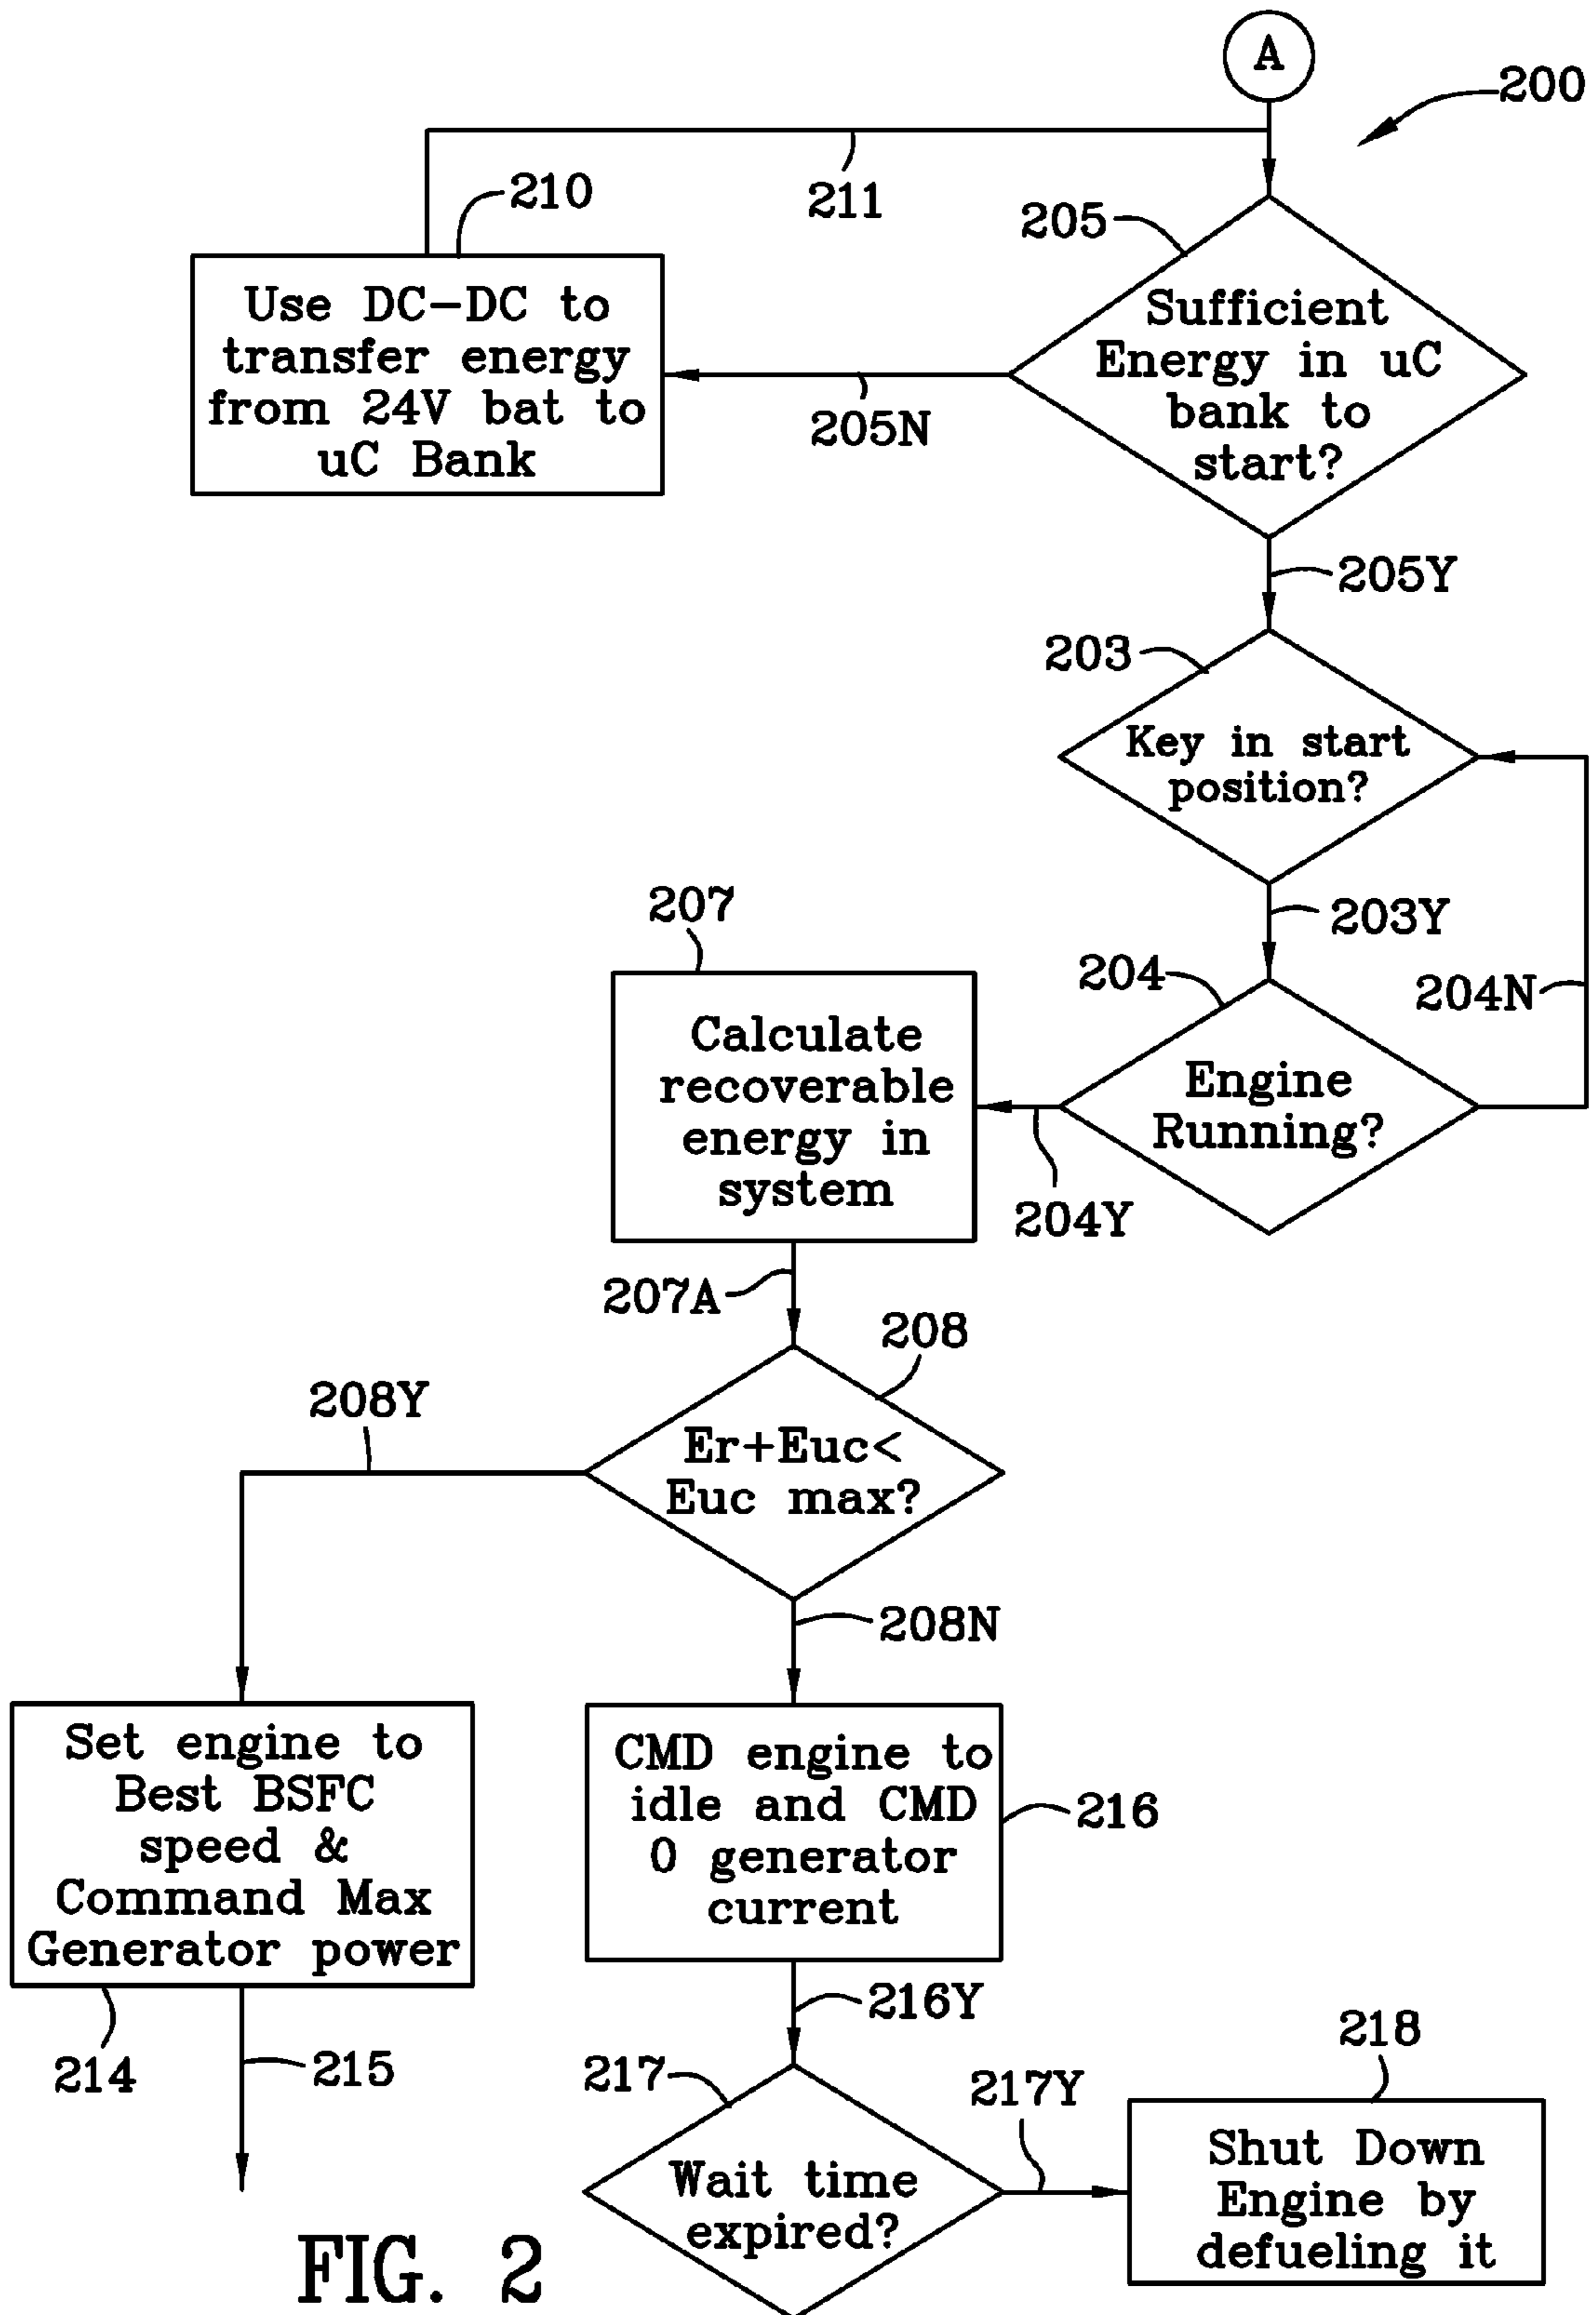 A
200
211
210
205
Use DC-DC to
transfer energy
from 24V bat to
uC Bank
Sufficient
Energy in uC
bank to
start?
205N
205Y
203
Key in start
position?
203Y
207
204
204N
Calculate
recoverable
energy in
system
Engine
Running?
204Y
207A
208
208Y
Er+Euc<
Euc max?
208N
Set engine to
Best BSFC
speed &
Command Max
Generator power
CMD engine to
idle and CMD
0 generator
current
216
216Y
214
215
217
217Y
218
Wait time
expired?
Shut Down
Engine by
defueling it
FIG. 2